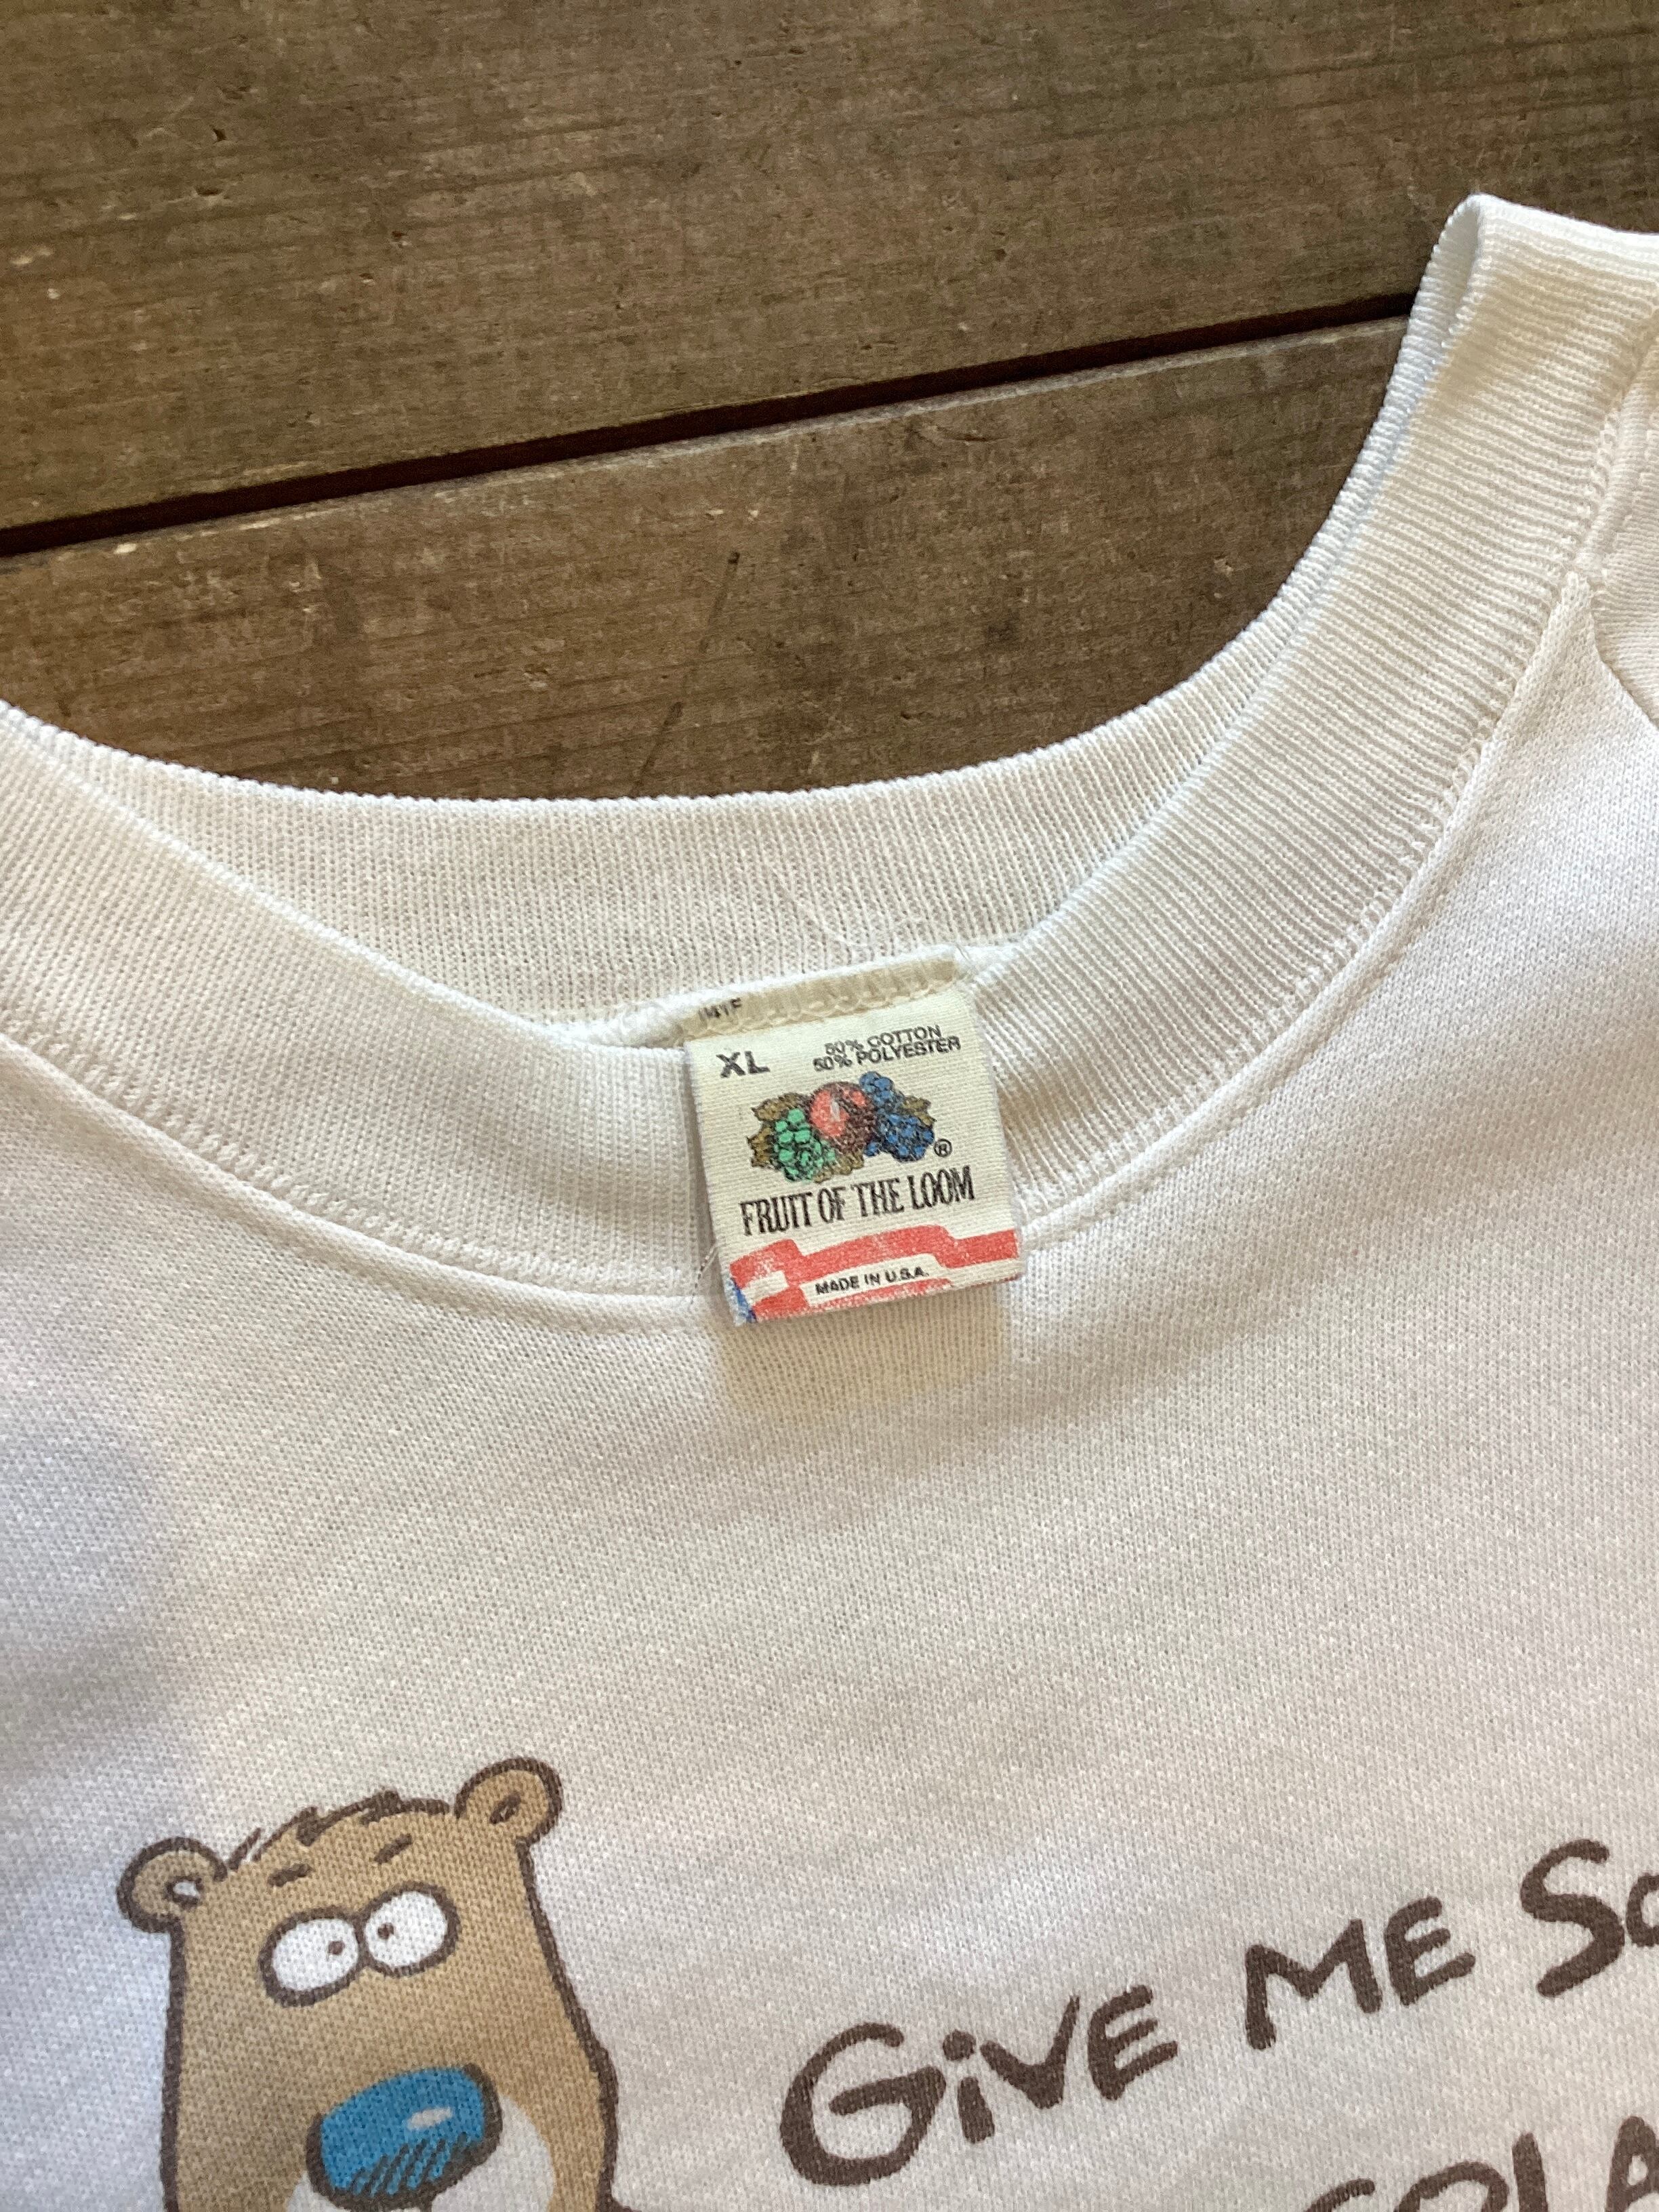 XL
50% COTTON
50% POLYESTER
®
FRUIT OF THE LOOM
MADE IN U.S.A.
GIVE ME